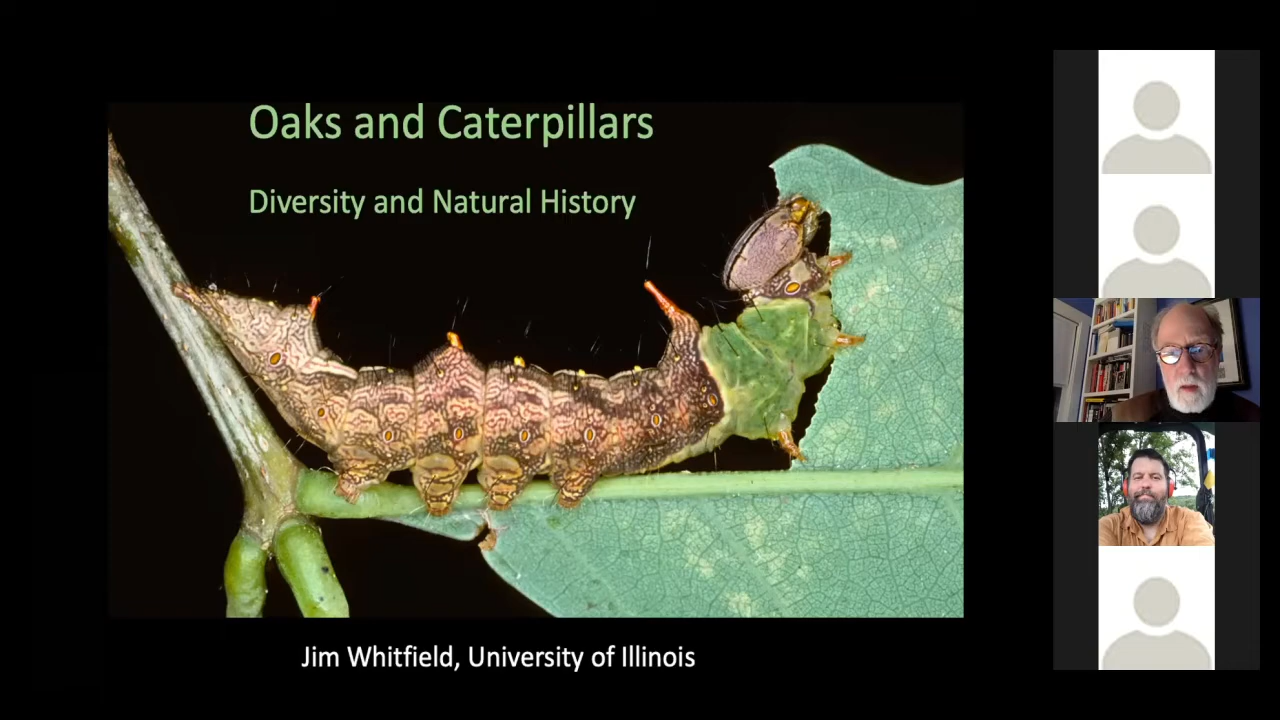 Oaks and Caterpillars
Diversity and Natural History
Jim Whitfield, University of Illinois